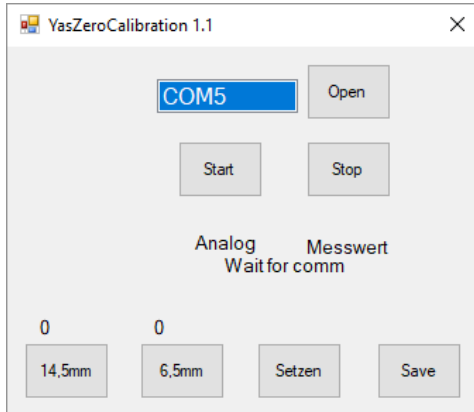 YasZeroCalibration 1.1
COM5
Open
Start
Stop
Analog
Messwert
Wait for comm
0
0
14,5mm
6,5mm
Setzen
Save